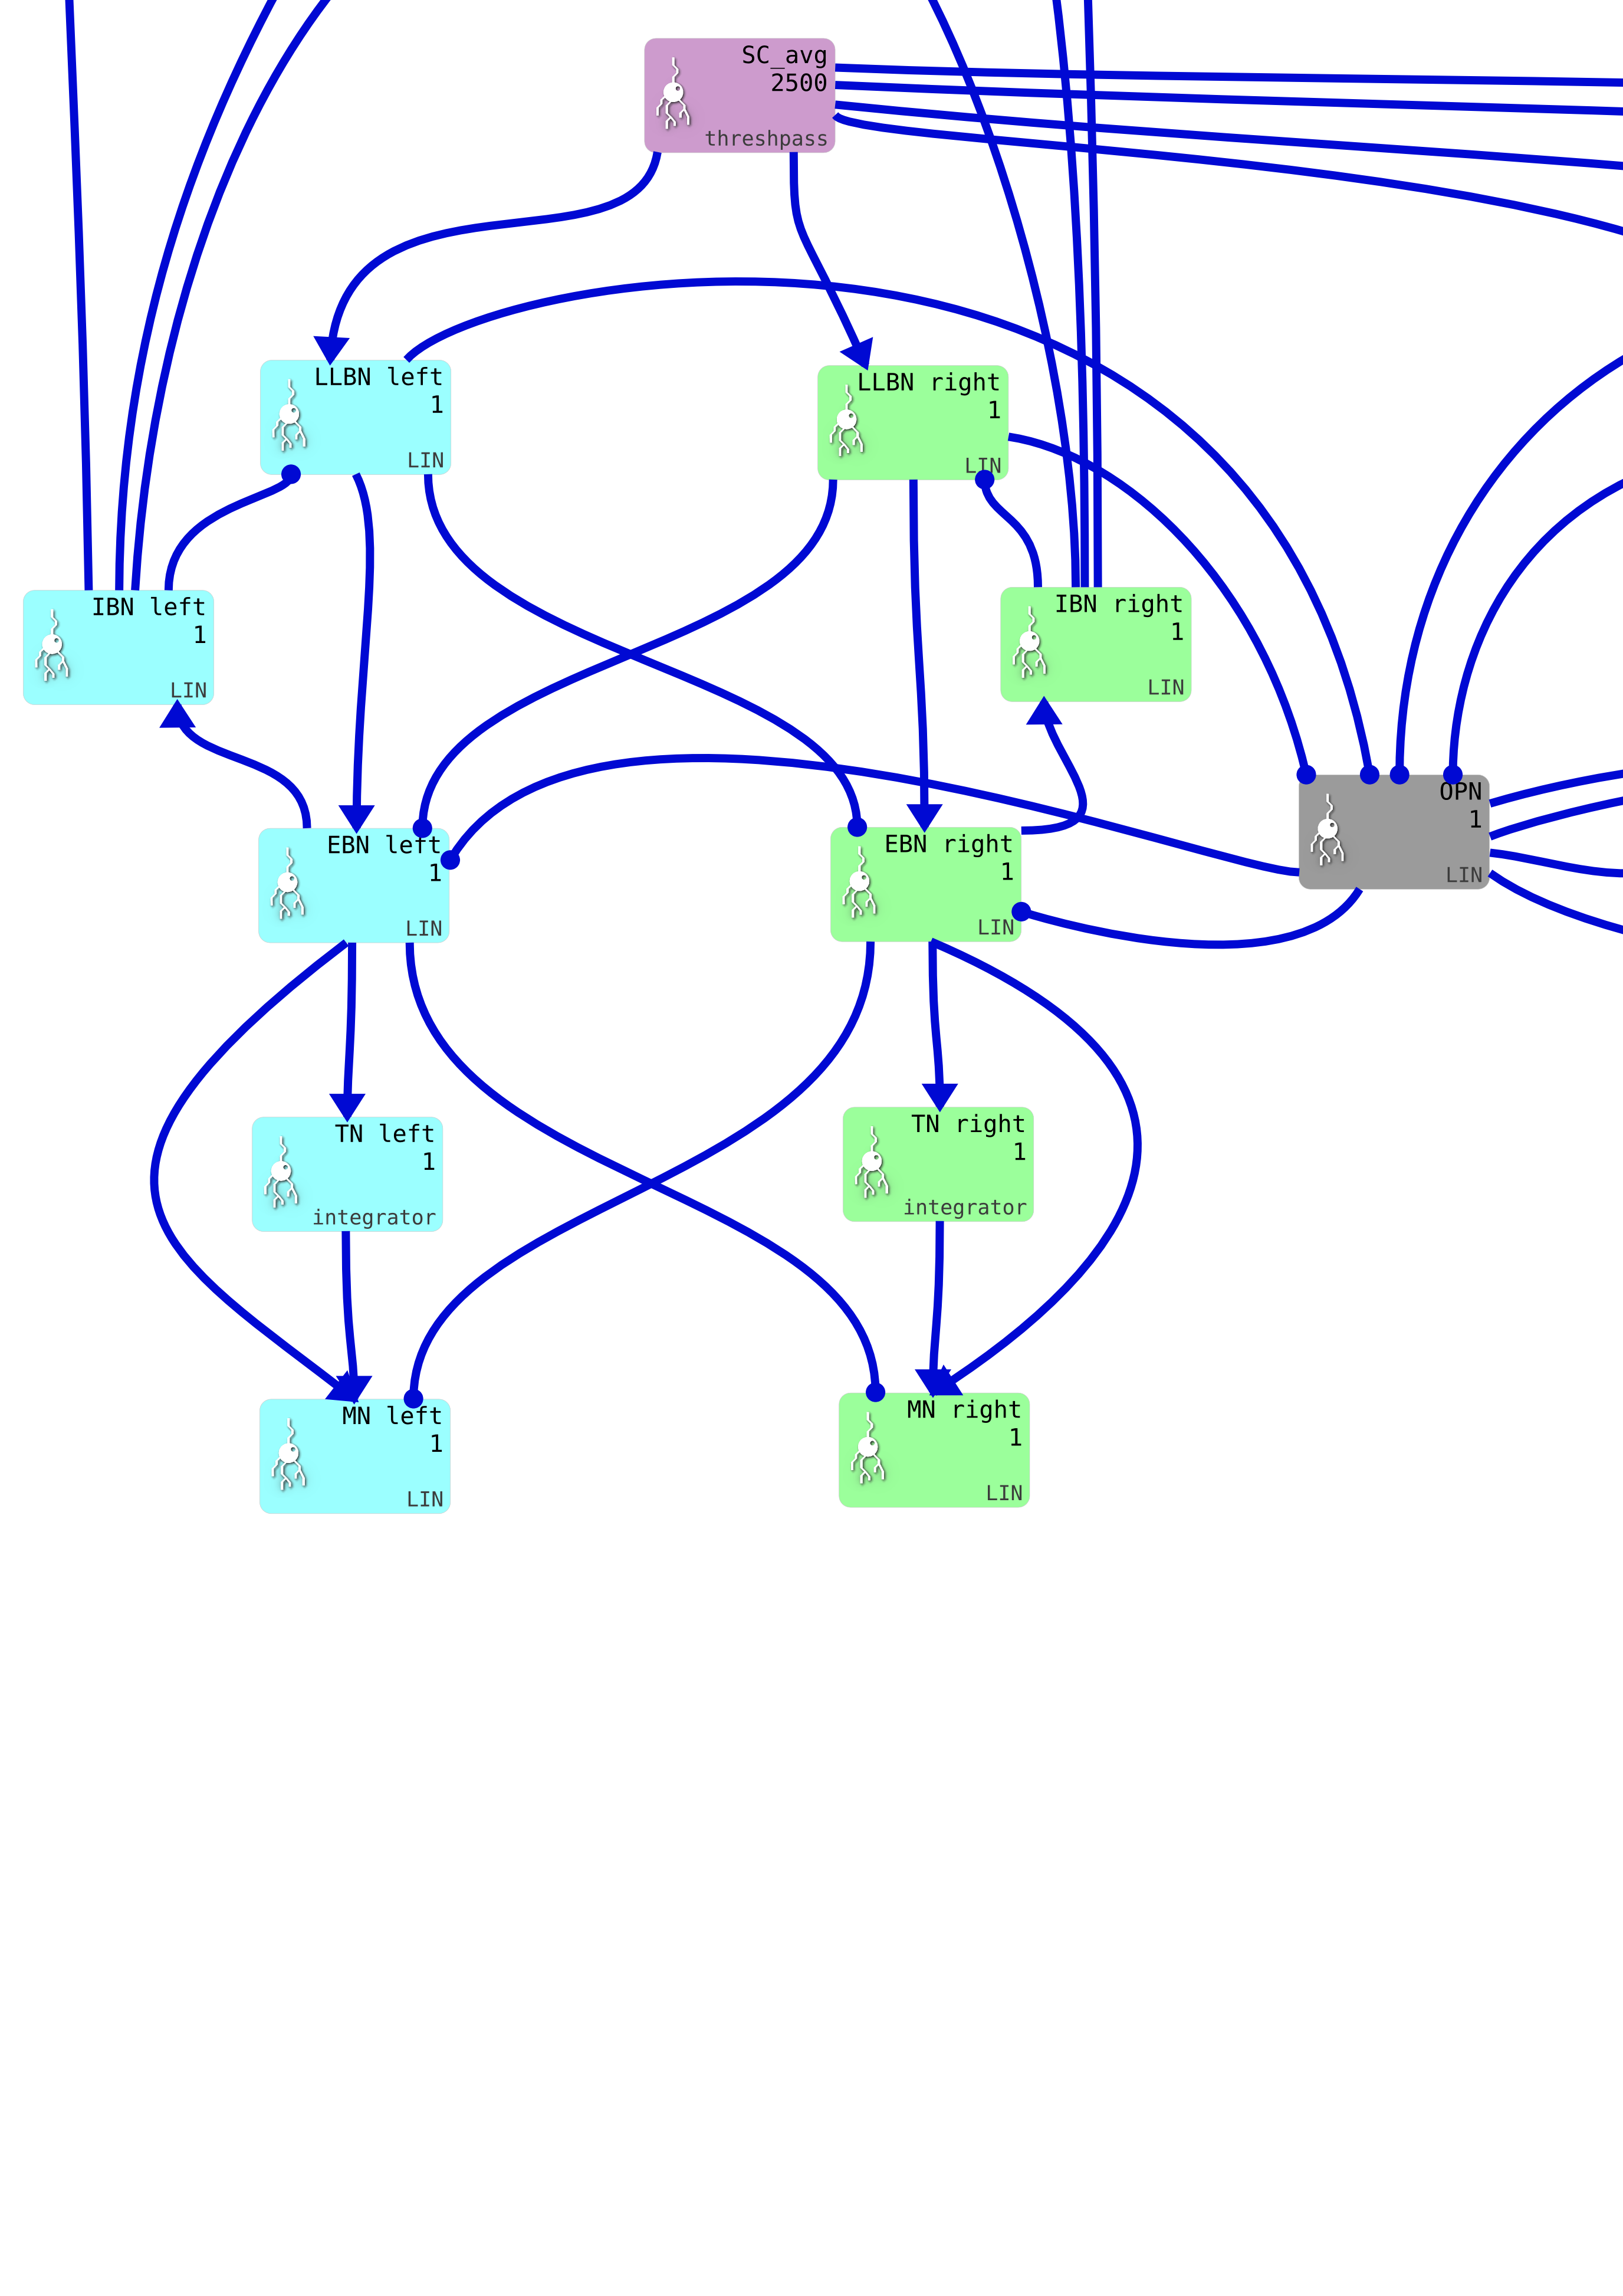 SC_avg
2500
threshpass
LLBN left
1
LIN
LLBN right
1
LIN
IBN left
1
LIN
IBN right
1
LIN
OPN
1
LIN
EBN left
1
LIN
EBN right
1
LIN
TN left
1
integrator
TN right
1
integrator
MN left
1
LIN
MN right
1
LIN